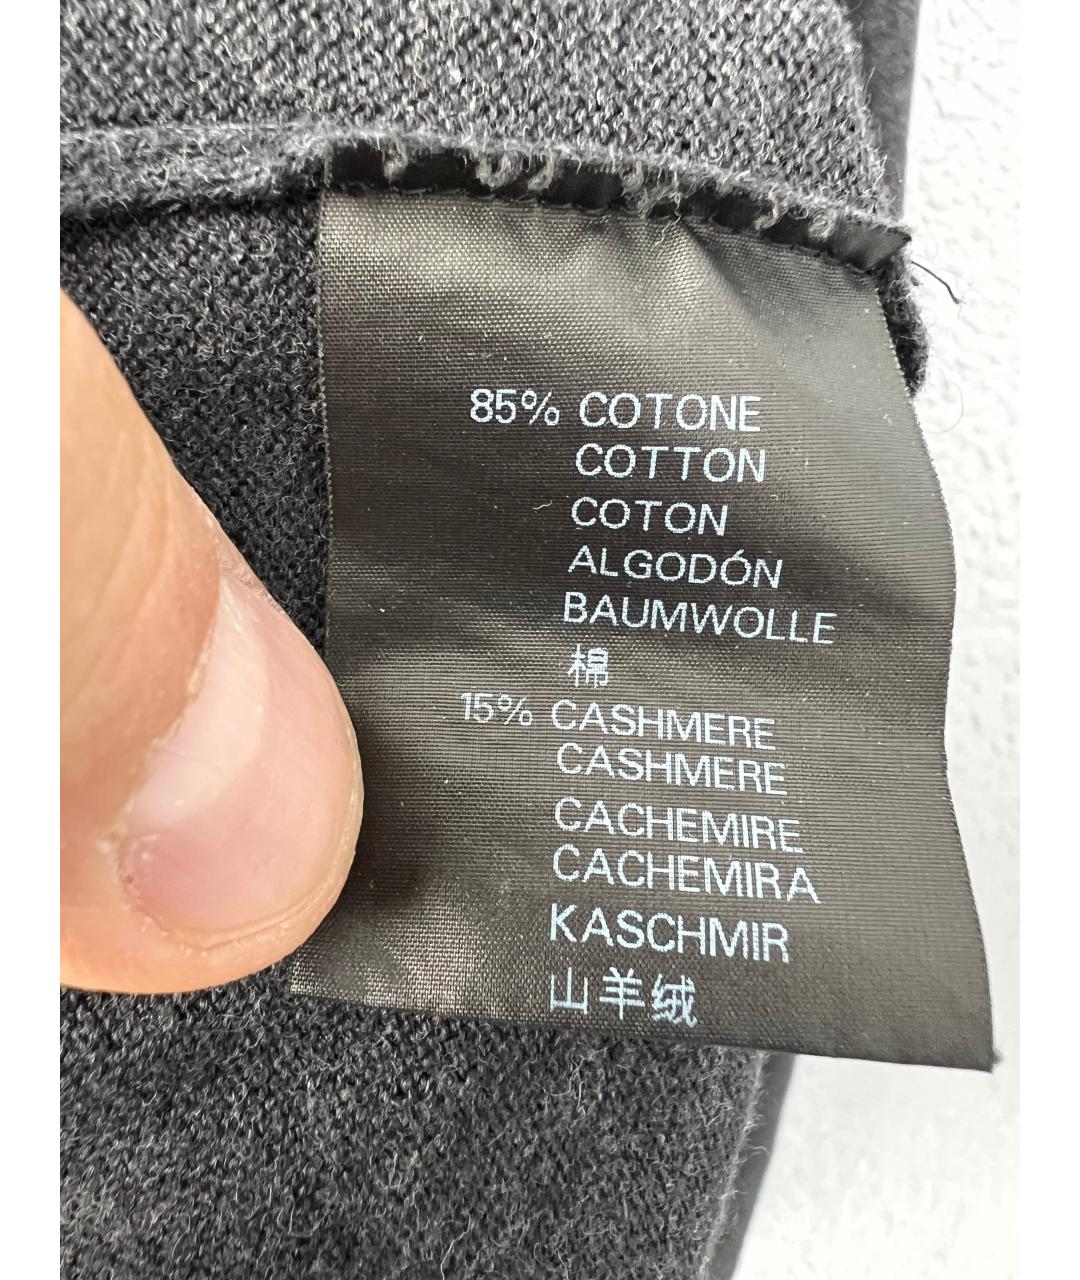 85% COTONE
COTTON
COTON
ALGODÓN
BAUMWOLLE
棉
15% CASHMERE
CASHMERE
CACHEMIRE
CACHEMIRA
KASCHMIR
山羊绒